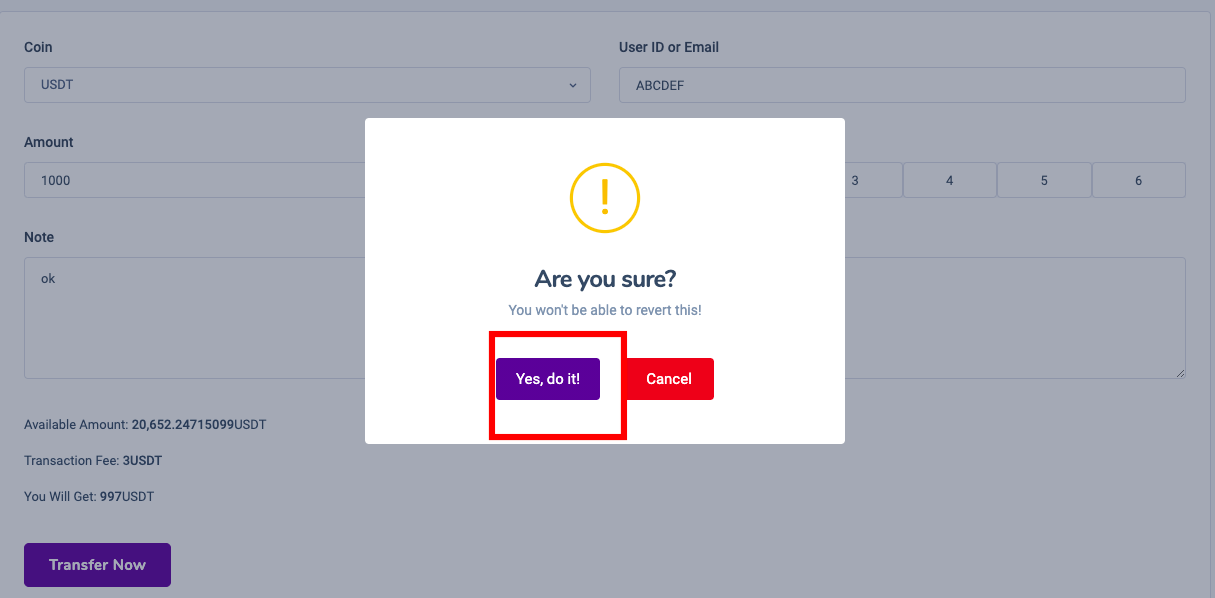 Coin
User ID or Email
USDT
ABCDEF
Amount
1000
3
4
5
6
Note
ok
!
Are you sure?
You won't be able to revert this!
Yes, do it!
Cancel
Available Amount: 20,652.24715099USDT
Transaction Fee: 3USDT
You Will Get: 997USDT
Transfer Now